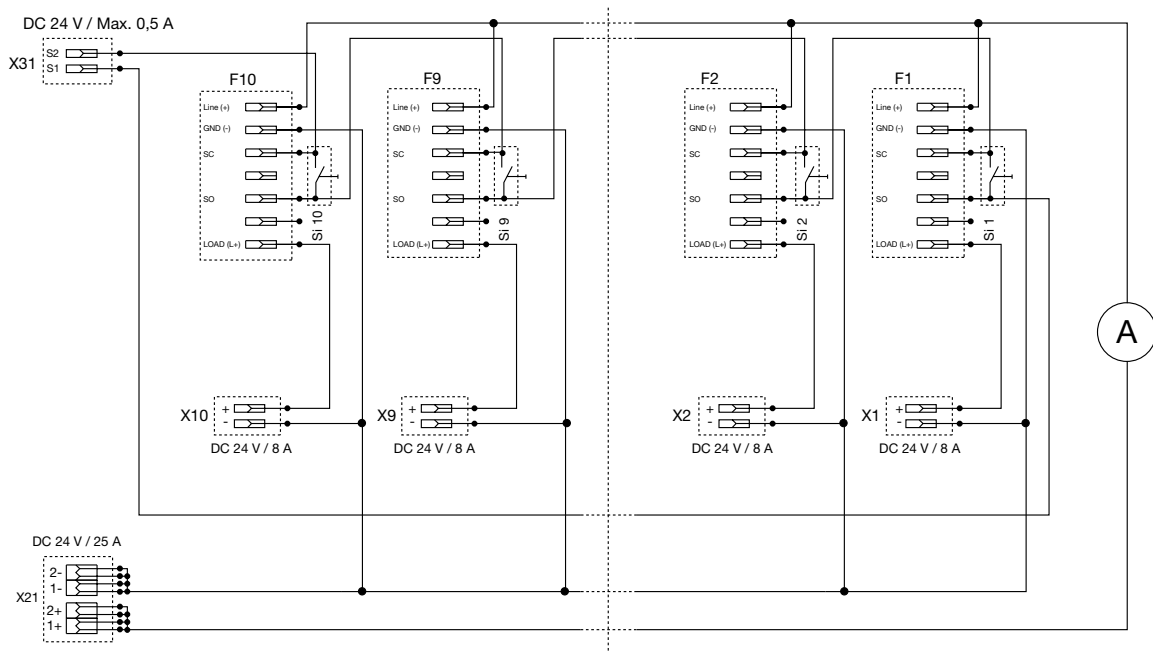 DC 24 V / Max. 0,5 A
X31
S2
S1
F10
Line (+)
GND (-)
SC
SO
LOAD (L+)
Si 10
F9
Line (+)
GND (-)
SC
SO
LOAD (L+)
Si 9
F2
Line (+)
GND (-)
SC
SO
LOAD (L+)
Si 2
F1
Line (+)
GND (-)
SC
SO
LOAD (L+)
Si 1
A
X10
+
-
DC 24 V / 8 A
X9
+
-
DC 24 V / 8 A
X2
+
-
DC 24 V / 8 A
X1
+
-
DC 24 V / 8 A
DC 24 V / 25 A
X21
2-
1-
2+
1+